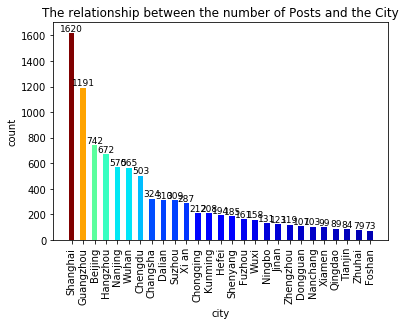 The relationship between the number of Posts and the City
count
1600
1400
1200
1000
800
600
400
200
0
1620
1191
742
672
565
503
324
309
287
212
208
194
185
161
158
131
123
119
107
103
99
89
84
79
73
Shanghai
Guangzhou
Beijing
Hangzhou
Nanjing
Wuhan
Chengdu
Changsha
Dalian
Suzhou
Xi an
Chongqing
Kunming
Hefei
Shenyang
Fuzhou
Wuxi
Ningbo
Jinan
Zhengzhou
Dongguan
Nanchang
Xiamen
Qingdao
Tianjin
Zhuhai
Foshan
city